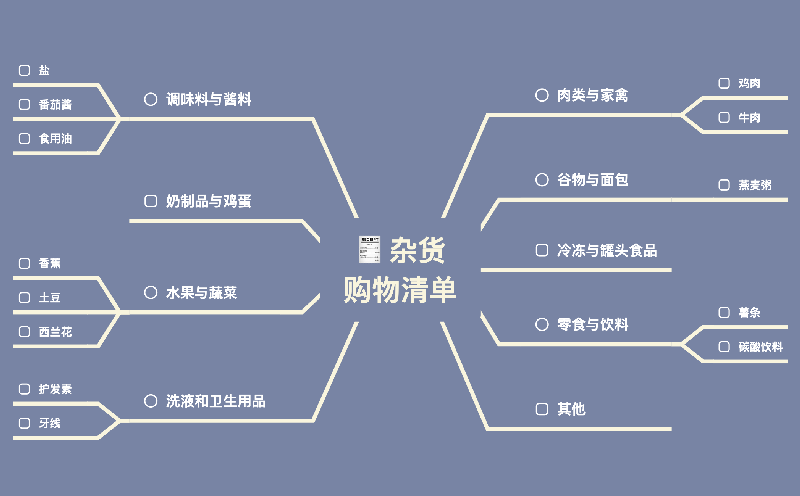 杂货
购物清单
调味料与酱料
盐
番茄酱
食用油
奶制品与鸡蛋
水果与蔬菜
香蕉
土豆
西兰花
洗液和卫生用品
护发素
牙线
肉类与家禽
鸡肉
牛肉
谷物与面包
燕麦粥
冷冻与罐头食品
零食与饮料
薯条
碳酸饮料
其他